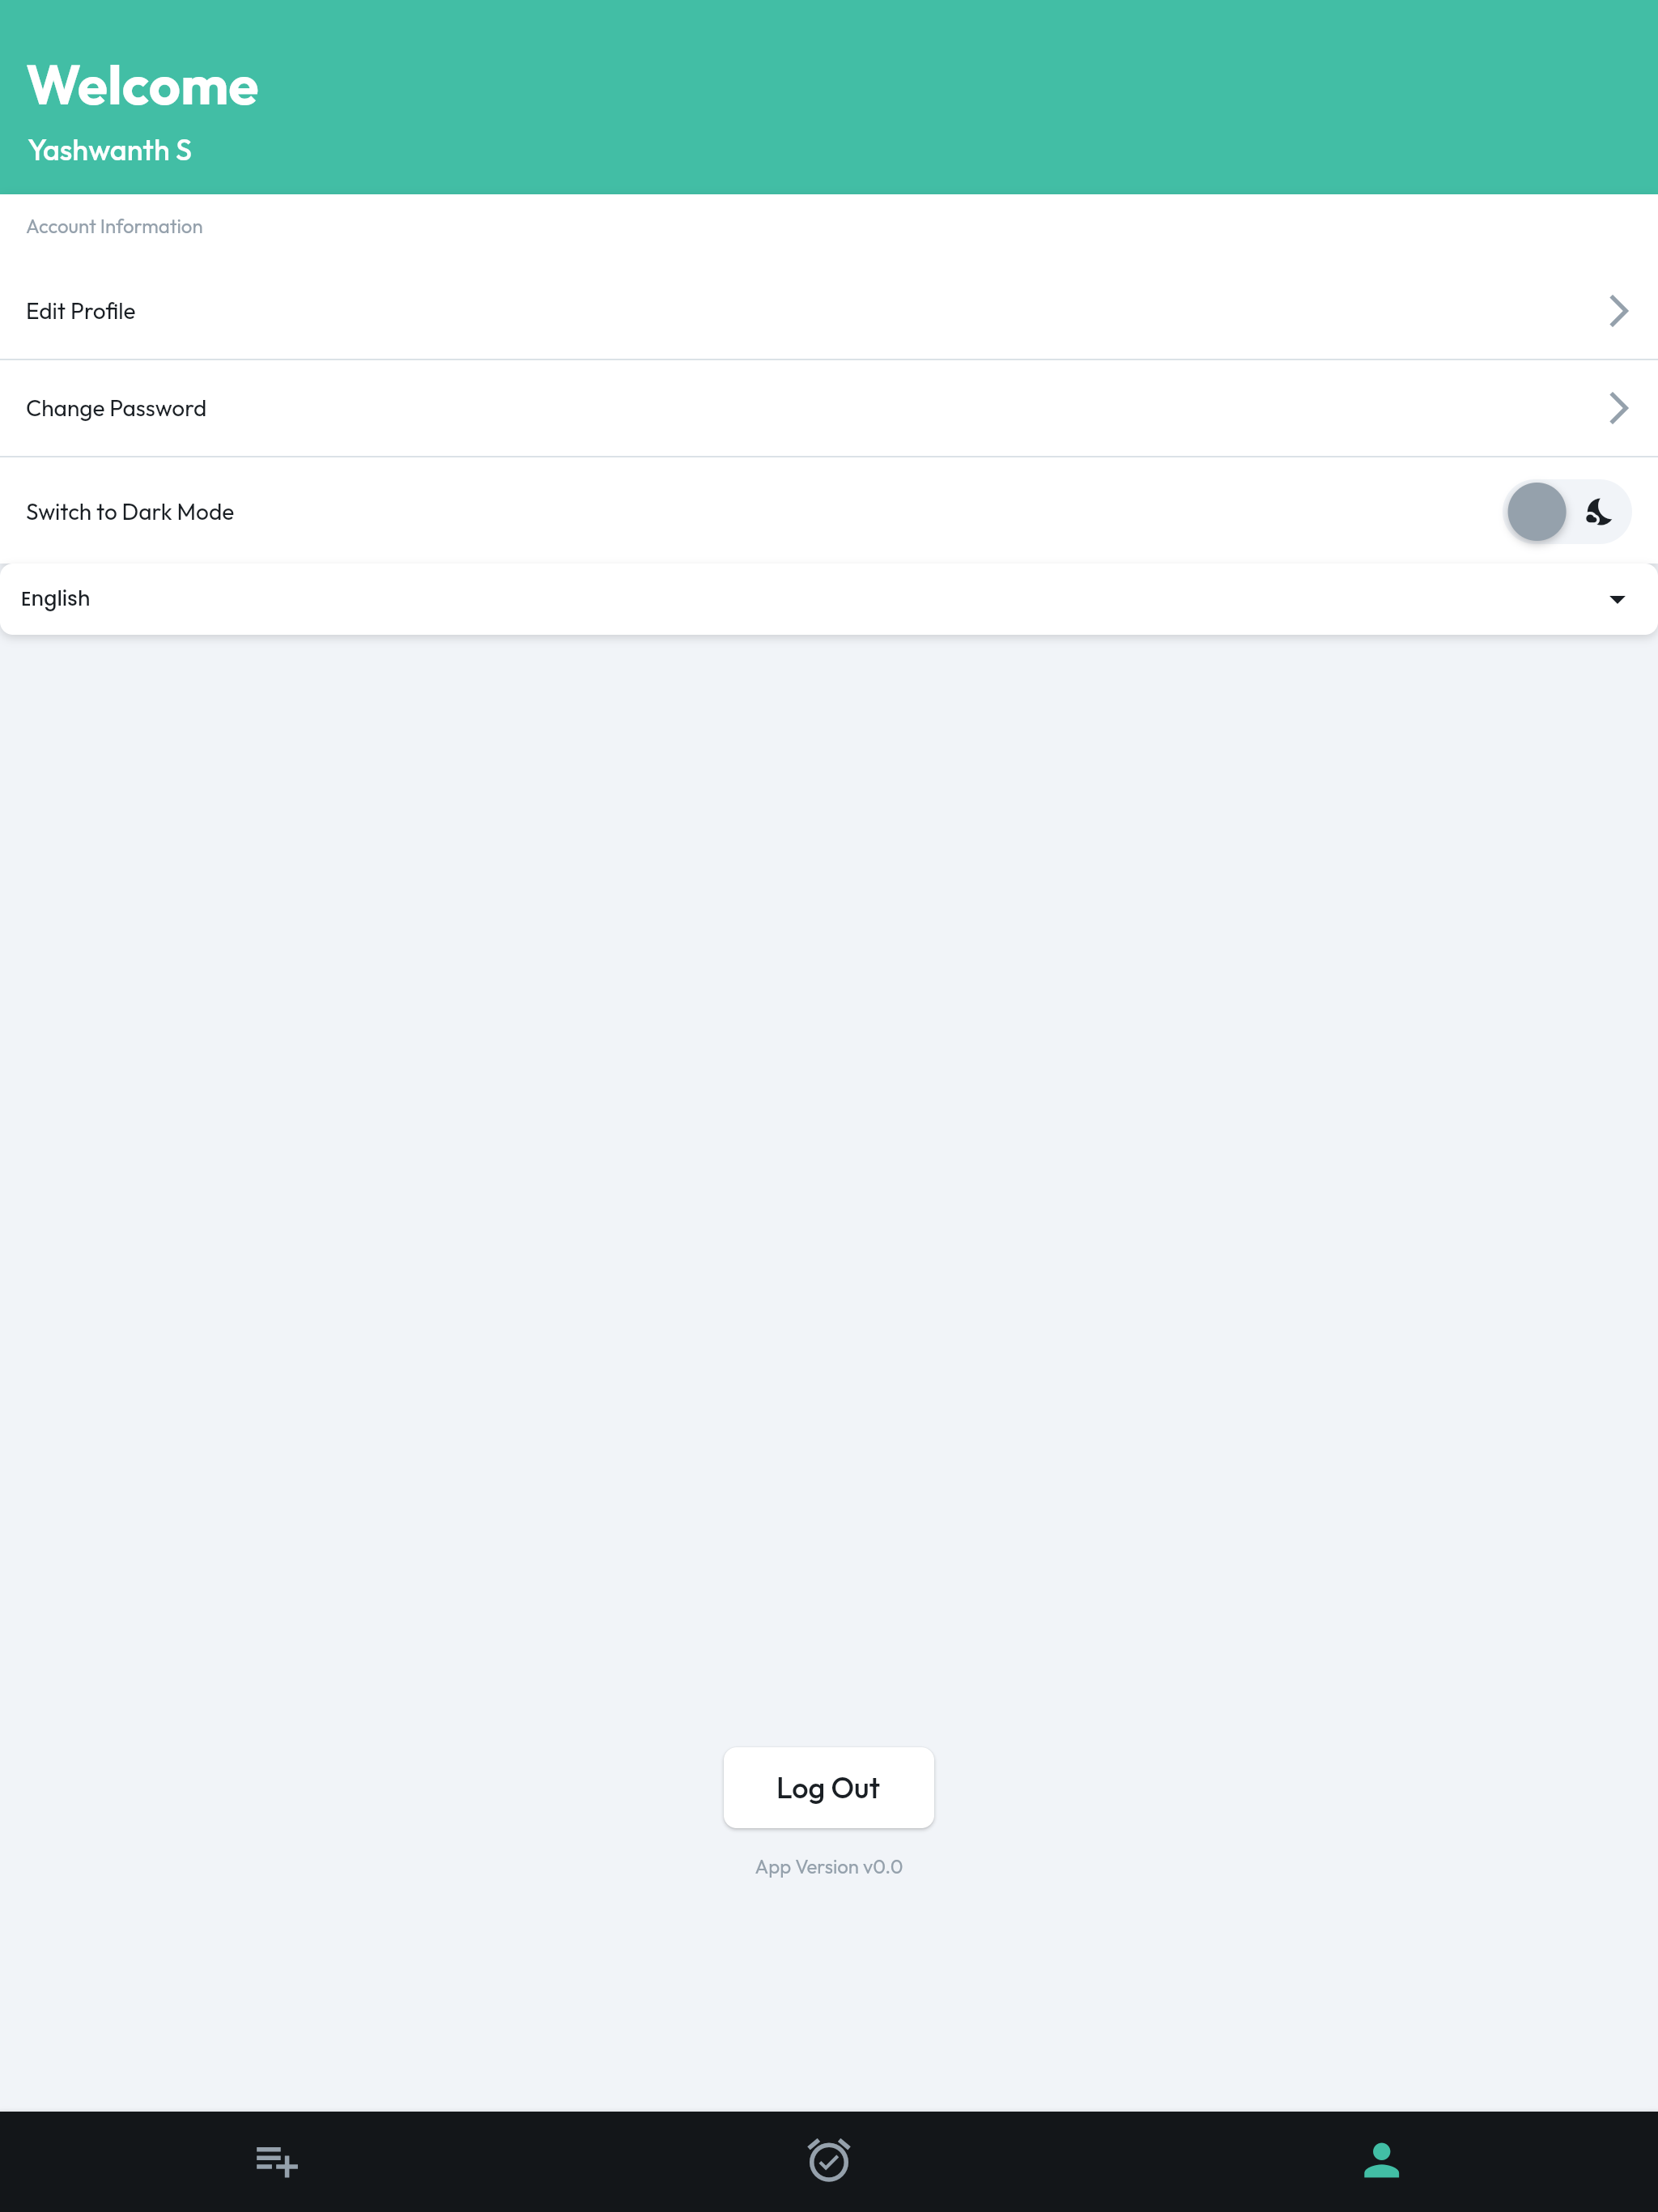 Welcome
Yashwanth S
Account Information
Edit Profile
Change Password
Switch to Dark Mode
English
Log Out
App Version v0.0